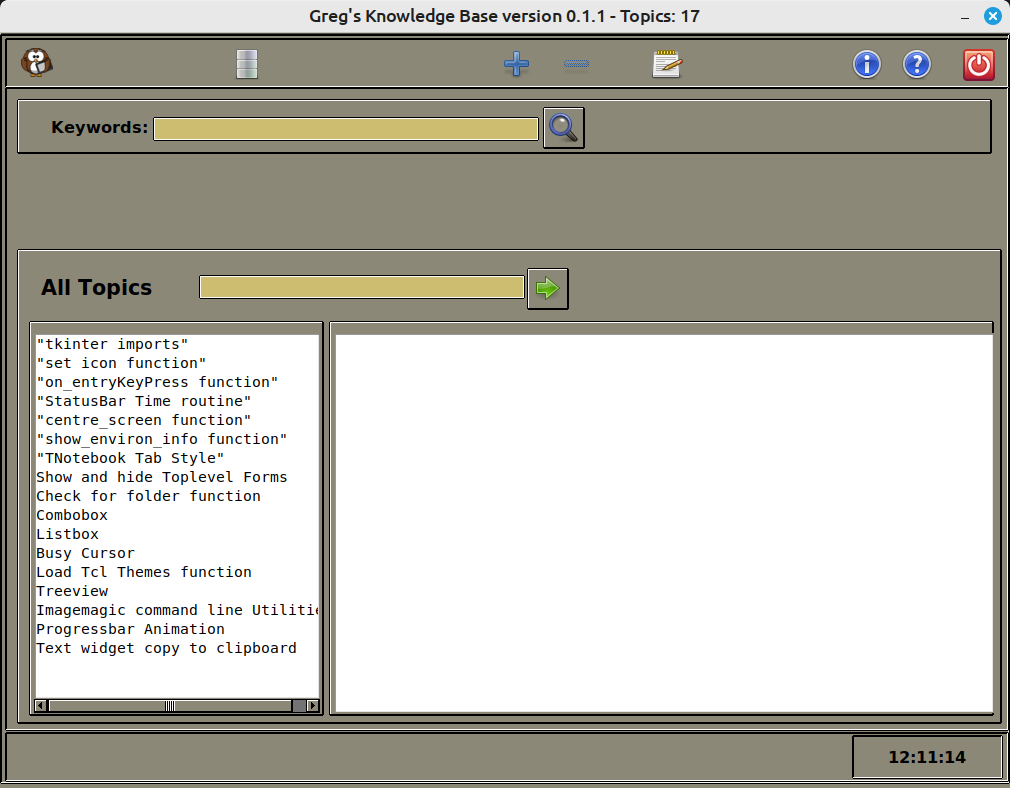 Greg's Knowledge Base version 0.1.1 - Topics: 17
Keywords:
All Topics
"tkinter imports"
"set icon function"
"on_entryKeyPress function"
"StatusBar Time routine"
"centre_screen function"
"show_environ_info function"
"TNotebook Tab Style"
Show and hide Toplevel Forms
Check for folder function
Combobox
Listbox
Busy Cursor
Load Tcl Themes function
Treeview
Imagemagic command line Utilitie
Progressbar Animation
Text widget copy to clipboard
12:11:14